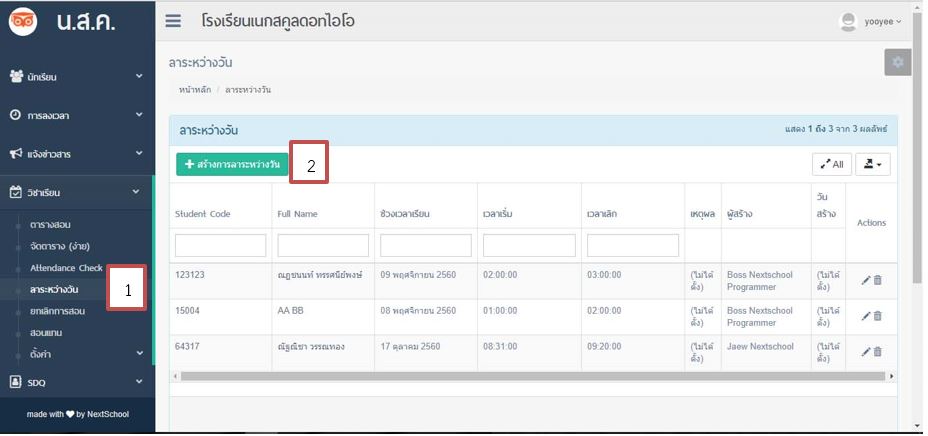 น.ส.ค.
โรงเรียนเนกสคูลดอทไอโอ
yooyee
นักเรียน
การลงเวลา
แจ้งข่าวสาร
วิชาเรียน
ตารางสอน
จัดตาราง (ง่าย)
Attendance Check
ลาระหว่างวัน
1
ยกเลิกการสอน
สอนแทน
ตั้งค่า
SDQ
made with ❤ by NextSchool
ลาระหว่างวัน
หน้าหลัก / ลาระหว่างวัน
ลาระหว่างวัน
แสดง 1 ถึง 3 จาก 3 ผลลัพธ์
+ สร้างการลาระหว่างวัน
2
All
Student Code Full Name ช่วงเวลาเรียน เวลาเริ่ม เวลาเลิก เหตุผล ผู้สร้าง วัน
สร้าง Actions
123123 ณฏชนนท์ ทรรศนีย์พงษ์ 09 พฤศจิกายน 2560 02:00:00 03:00:00 (ไม่ได้ Boss Nextschool (ไม่ได้
ตั้ง) Programmer ตั้ง)
15004 AA BB 08 พฤศจิกายน 2560 01:00:00 02:00:00 (ไม่ได้ Boss Nextschool (ไม่ได้
ตั้ง) Programmer ตั้ง)
64317 ณัฐณิชา วรรณทอง 17 ตุลาคม 2560 08:31:00 09:20:00 (ไม่ได้ Jaew Nextschool (ไม่ได้
ตั้ง) ตั้ง)